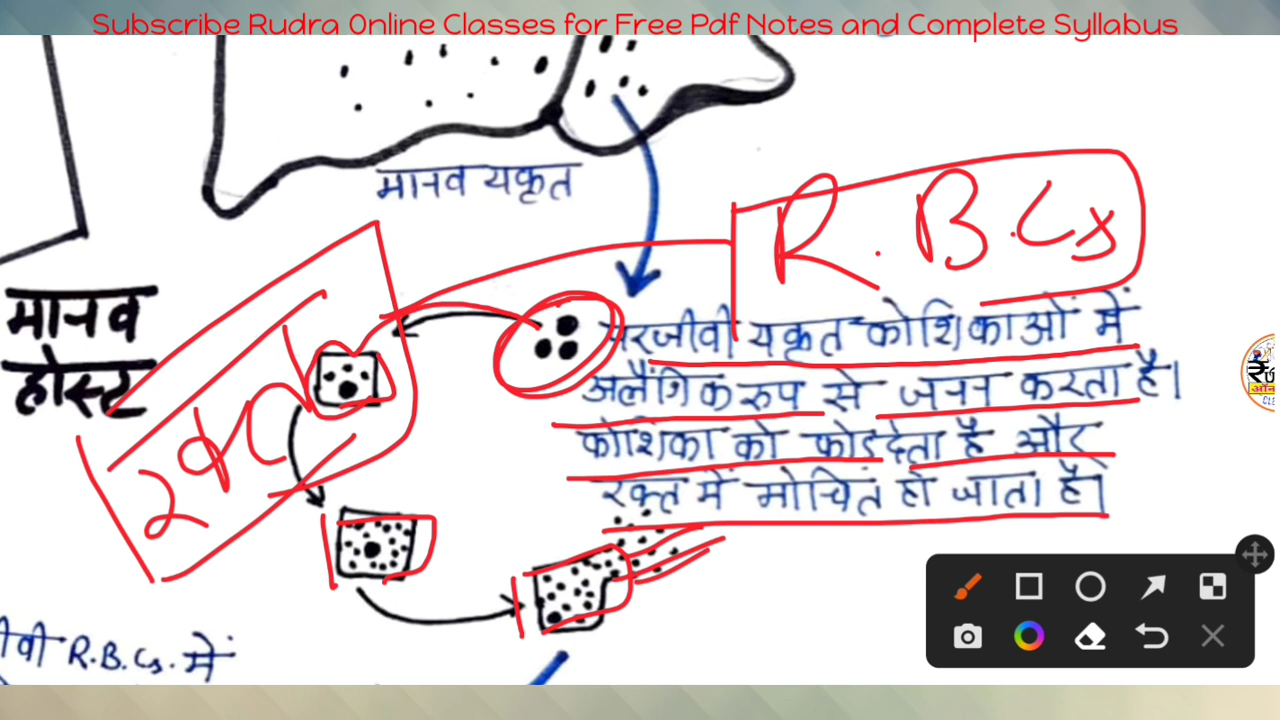 Subscribe Rudra Online Classes for Free Pdf Notes and Complete Syllabus
मानव यकृत
R.B.Cs
मानव
होस्ट
परजीवी यकृत कोशिकाओं में
अलैंगिक रुप से जनन करता है।
कोशिका को फोड देता है और
रक्त में मोचित हो जाता है।
रक्त
R.B.Cs. में